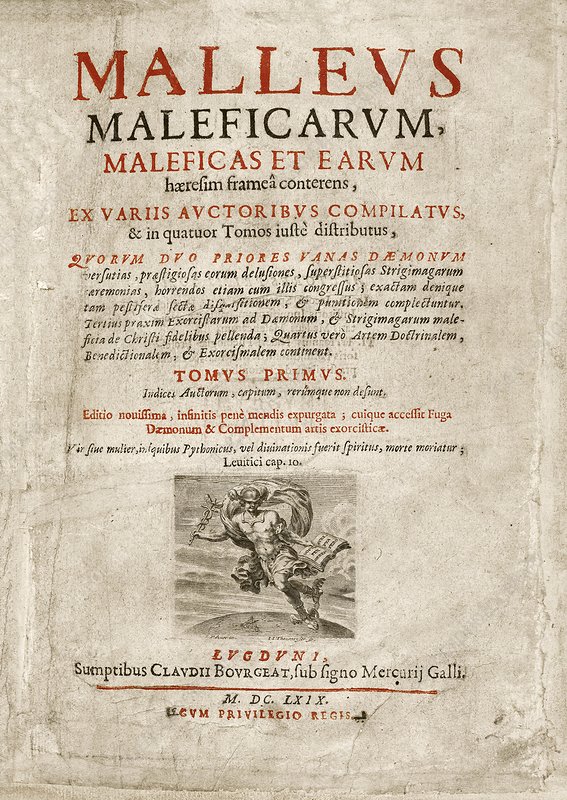 MALLEVS
MALEFICARVM,
MALEFICAS ET EARVM
hæresim frameâ conterens,
EX VARIIS AVCTORIBVS COMPILATVS,
& in quatuor Tomos iustè distributus,
QVORVM DVO PRIORES VANAS DÆMONVM
versutias, præstigiosas eorum delusiones, superstitiosas Strigimagarum
cæremonias, horrendos etiam cum illis congressus; exactam denique
tam pestiferæ sectæ disquisitionem, & punitionem complectuntur.
Tertius praxim Exorcistarum ad Dæmonum, & Strigimagarum male-
ficia de Christi fidelibus pellenda; Quartus verò Artem Doctrinalem,
Benedictionalem, & Exorcismalem continent.
TOMVS PRIMVS.
Indices Auctorum, capitum, rerúmque non desunt.
Editio nouissima, infinitis penè mendis expurgata; cuique accessit Fuga
Dæmonum & Complementum artis exorcisticæ.
Vir siue mulier, in quibus Pythonicus, vel diuinationis fuerit spiritus, morte moriatur;
Leuitici cap. 10.
LVGDVNI,
Sumptibus CLAVDII BOVRGEAT, sub signo Mercurij Galli.
M. DC. LXIX.
CVM PRIVILEGIO REGIS.